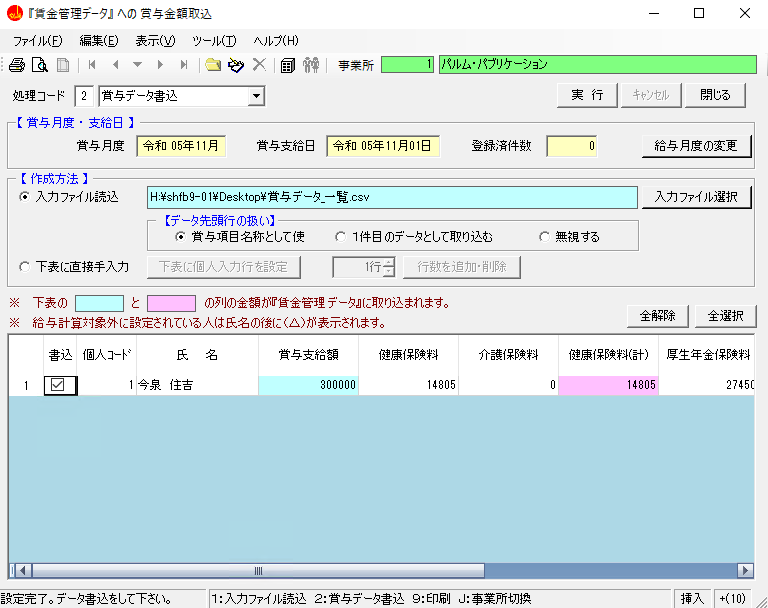 『賃金管理データ』 への 賞与金額取込
ファイル(F) 編集(E) 表示(V) ツール(T) ヘルプ(H)
事業所 1 パルム・パブリケーション
処理コード 2 賞与データ書込 実 行 キャンセル 閉じる
【 賞与月度・支給日 】
賞与月度 令和 05年11月 賞与支給日 令和 05年11月01日 登録済件数 0 給与月度の変更
【 作成方法 】
入力ファイル読込 H:¥shfb9-01¥Desktop¥賞与データ_一覧.csv 入力ファイル選択
【データ先頭行の扱い】
賞与項目名称として使 1件目のデータとして取り込む 無視する
下表に直接手入力 下表に個人入力行を設定 1行 行数を追加・削除
※ 下表の と の列の金額が『賃金管理データ』に取り込まれます。
※ 給与計算対象外に設定されている人は氏名の後に(△)が表示されます。
全解除 全選択
書込 個人コード 氏 名 賞与支給額 健康保険料 介護保険料 健康保険料(計) 厚生年金保険料
1 1 今泉 住吉 300000 14805 0 14805 27450
設定完了。データ書込をして下さい。 1:入力ファイル読込 2:賞与データ書込 9:印刷 J:事業所切換 挿入 +(10)